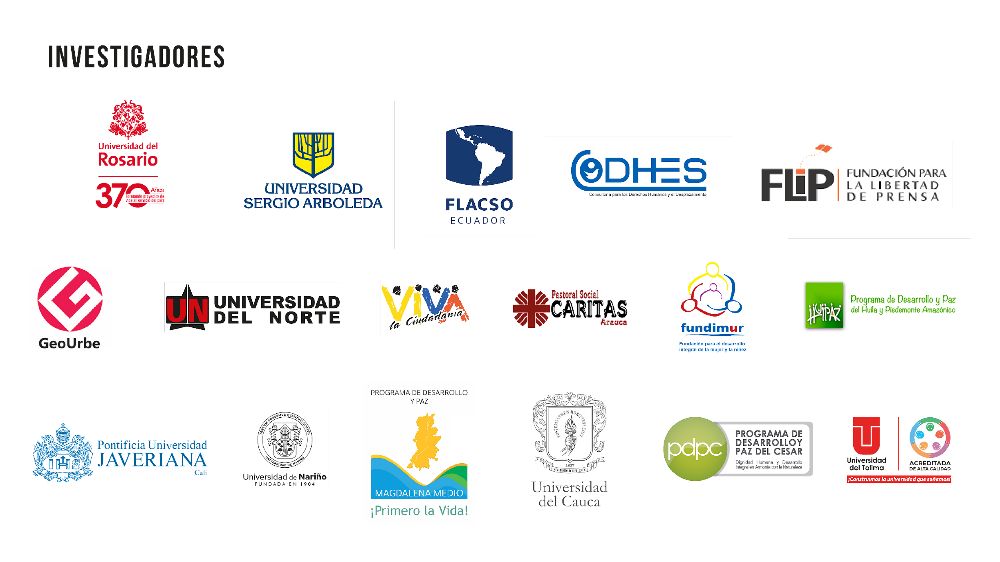 INVESTIGADORES
Universidad del
Rosario
370 Años
Formando proyectos de
vida al servicio del país
UNIVERSIDAD
SERGIO ARBOLEDA
FLACSO
ECUADOR
CODHES
Consultoría para los Derechos Humanos y el Desplazamiento
FLiP
FUNDACIÓN PARA
LA LIBERTAD
DE PRENSA
GeoUrbe
UN
UNIVERSIDAD
DEL NORTE
ViVA
la Ciudadanía
Pastoral Social
CARITAS
Arauca
fundimur
Fundación para el desarrollo
integral de la mujer y la niñez
HUIPAZ
Programa de Desarrollo y Paz
del Huila y Piedemonte Amazónico
IHS
Pontificia Universidad
JAVERIANA
Cali
TANTVM POSSVMVS QVANTVM SCIMVS
UNIVERSIDAD DE NARIÑO
Universidad de Nariño
FUNDADA EN 1904
PROGRAMA DE DESARROLLO
Y PAZ
MAGDALENA MEDIO
¡Primero la Vida!
POSTERIS LVMEN MORITVRVS EDAT
1827
UNIVERSIDAD DEL CAUCA
Universidad
del Cauca
pdpc
PROGRAMA DE
DESARROLLOY
PAZ DEL CESAR
Dignidad Humana y Desarrollo
Integral en Armonía con la Naturaleza
Universidad
del Tolima
ACREDITADA
DE ALTA CALIDAD
¡Construimos la universidad que soñamos!